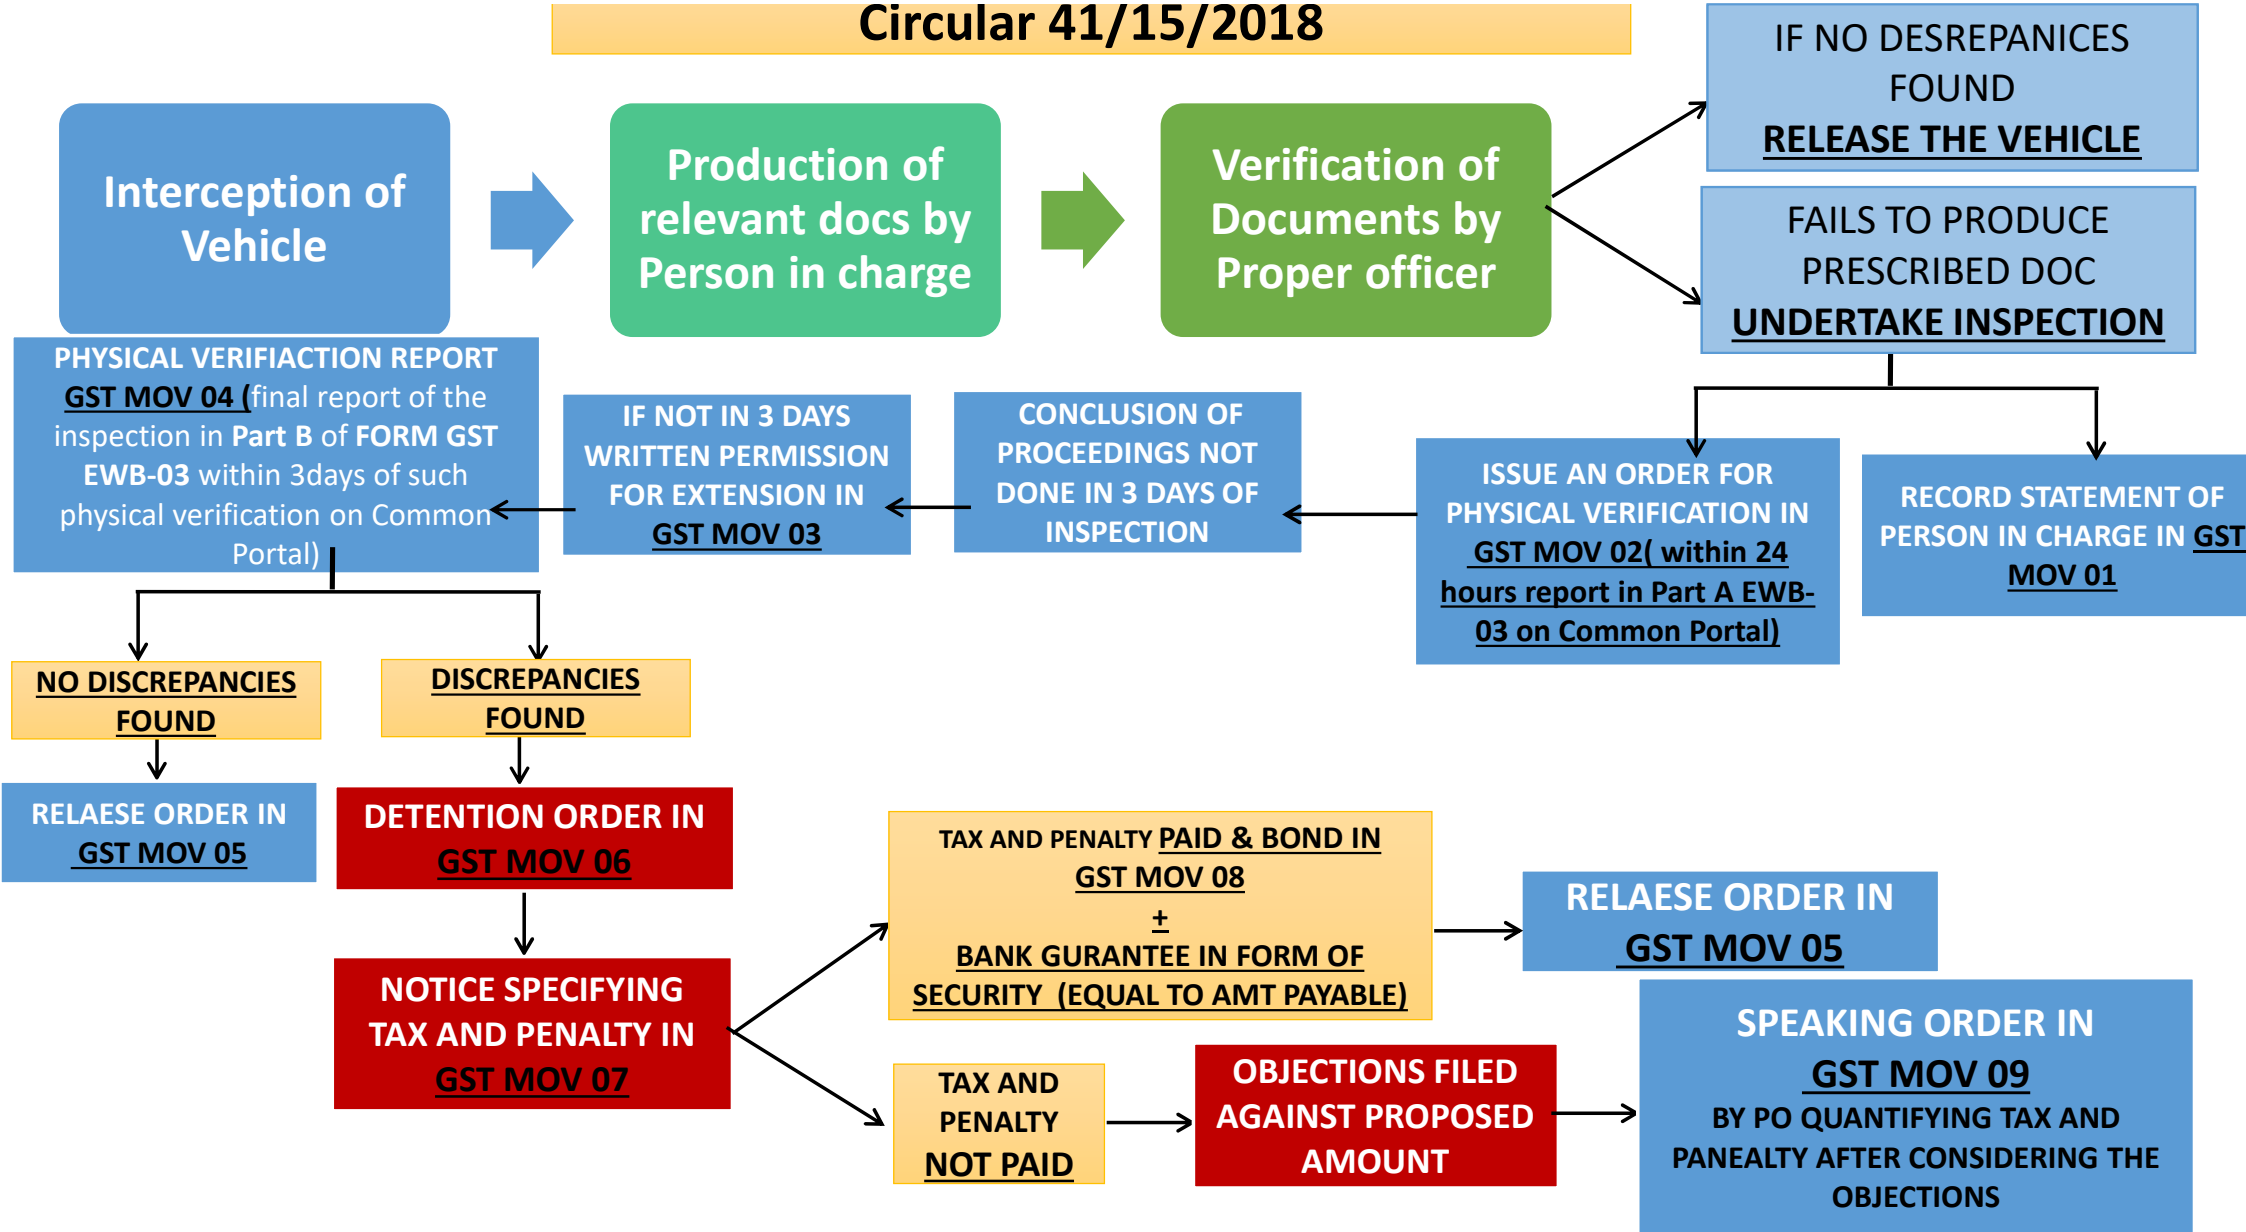 Circular 41/15/2018
IF NO DESREPANICES
FOUND
RELEASE THE VEHICLE
Interception of
Vehicle
Production of
relevant docs by
Person in charge
Verification of
Documents by
Proper officer
FAILS TO PRODUCE
PRESCRIBED DOC
UNDERTAKE INSPECTION
PHYSICAL VERIFIACTION REPORT
GST MOV 04 (final report of the
inspection in Part B of FORM GST
EWB-03 within 3days of such
physical verification on Common
Portal)
IF NOT IN 3 DAYS
WRITTEN PERMISSION
FOR EXTENSION IN
GST MOV 03
CONCLUSION OF
PROCEEDINGS NOT
DONE IN 3 DAYS OF
INSPECTION
ISSUE AN ORDER FOR
PHYSICAL VERIFICATION IN
GST MOV 02( within 24
hours report in Part A EWB-
03 on Common Portal)
RECORD STATEMENT OF
PERSON IN CHARGE IN GST
MOV 01
NO DISCREPANCIES
FOUND
DISCREPANCIES
FOUND
RELAESE ORDER IN
GST MOV 05
DETENTION ORDER IN
GST MOV 06
NOTICE SPECIFYING
TAX AND PENALTY IN
GST MOV 07
TAX AND PENALTY PAID & BOND IN
GST MOV 08
±
BANK GURANTEE IN FORM OF
SECURITY (EQUAL TO AMT PAYABLE)
RELAESE ORDER IN
GST MOV 05
TAX AND
PENALTY
NOT PAID
OBJECTIONS FILED
AGAINST PROPOSED
AMOUNT
SPEAKING ORDER IN
GST MOV 09
BY PO QUANTIFYING TAX AND
PANEALTY AFTER CONSIDERING THE
OBJECTIONS